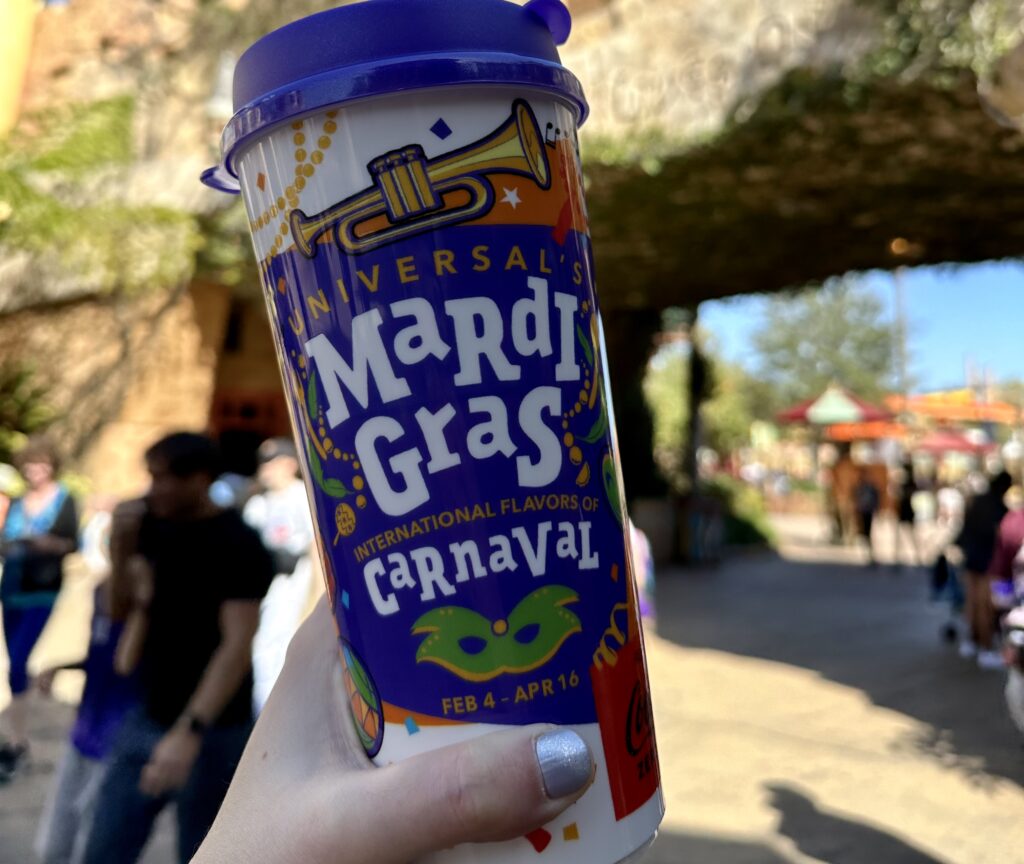 UNIVERSAL'S
MaRdI
GRaS
INTERNATIONAL FLAVORS OF
CaRnaVaL
FEB 4 - APR 16